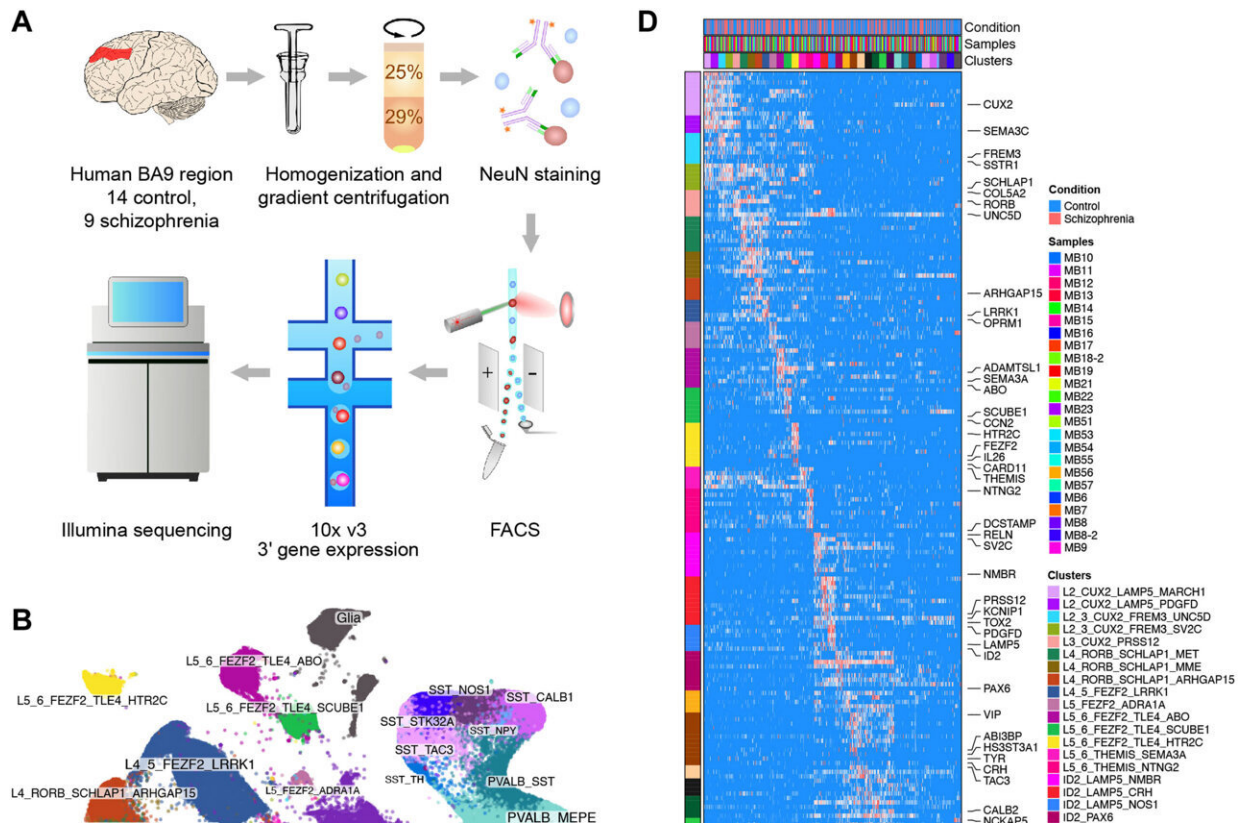 A
25%
29%
Human BA9 region
14 control,
9 schizophrenia
Homogenization and
gradient centrifugation
NeuN staining
+
−
Illumina sequencing
10x v3
3' gene expression
FACS
B
Glia
L5_6_FEZF2_TLE4_ABO
L5_6_FEZF2_TLE4_HTR2C
L5_6_FEZF2_TLE4_SCUBE1
SST_NOS1
SST_CALB1
SST_STK32A
SST_NPY
SST_TAC3
L4_5_FEZF2_LRRK1
SST_TH
PVALB_SST
L4_RORB_SCHLAP1_ARHGAP15
L5_FEZF2_ADRA1A
PVALB_MEPE
D
Condition
Samples
Clusters
CUX2
SEMA3C
FREM3
SSTR1
SCHLAP1
COL5A2
RORB
UNC5D
ARHGAP15
LRRK1
OPRM1
ADAMTSL1
SEMA3A
ABO
SCUBE1
CCN2
HTR2C
FEZF2
IL26
CARD11
THEMIS
NTNG2
DCSTAMP
RELN
SV2C
NMBR
PRSS12
KCNIP1
TOX2
PDGFD
LAMP5
ID2
PAX6
VIP
ABI3BP
HS3ST3A1
TYR
CRH
TAC3
CALB2
NCKAP5
Condition
Control
Schizophrenia
Samples
MB10
MB11
MB12
MB13
MB14
MB15
MB16
MB17
MB18-2
MB19
MB21
MB22
MB23
MB51
MB53
MB54
MB55
MB56
MB57
MB6
MB7
MB8
MB8-2
MB9
Clusters
L2_CUX2_LAMP5_MARCH1
L2_CUX2_LAMP5_PDGFD
L2_3_CUX2_FREM3_UNC5D
L2_3_CUX2_FREM3_SV2C
L3_CUX2_PRSS12
L4_RORB_SCHLAP1_MET
L4_RORB_SCHLAP1_MME
L4_RORB_SCHLAP1_ARHGAP15
L4_5_FEZF2_LRRK1
L5_FEZF2_ADRA1A
L5_6_FEZF2_TLE4_ABO
L5_6_FEZF2_TLE4_SCUBE1
L5_6_FEZF2_TLE4_HTR2C
L5_6_THEMIS_SEMA3A
L5_6_THEMIS_NTNG2
ID2_LAMP5_NMBR
ID2_LAMP5_CRH
ID2_LAMP5_NOS1
ID2_PAX6